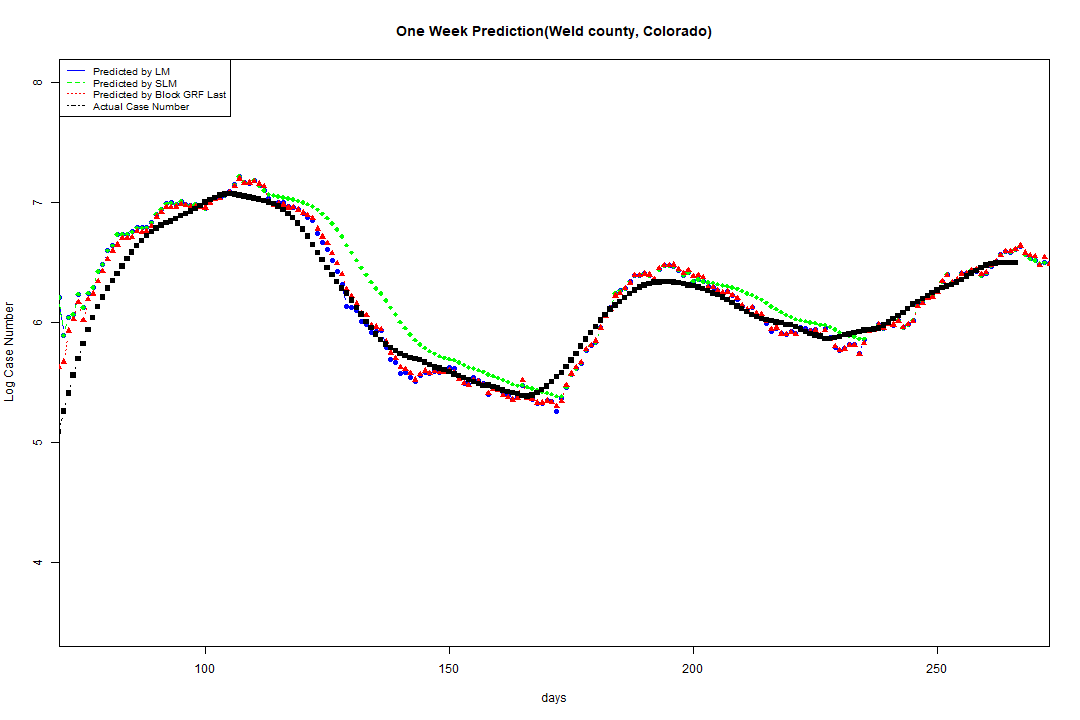 One Week Prediction(Weld county, Colorado)
Predicted by LM
Predicted by SLM
Predicted by Block GRF Last
Actual Case Number
8
7
6
5
4
Log Case Number
100 150 200 250
days